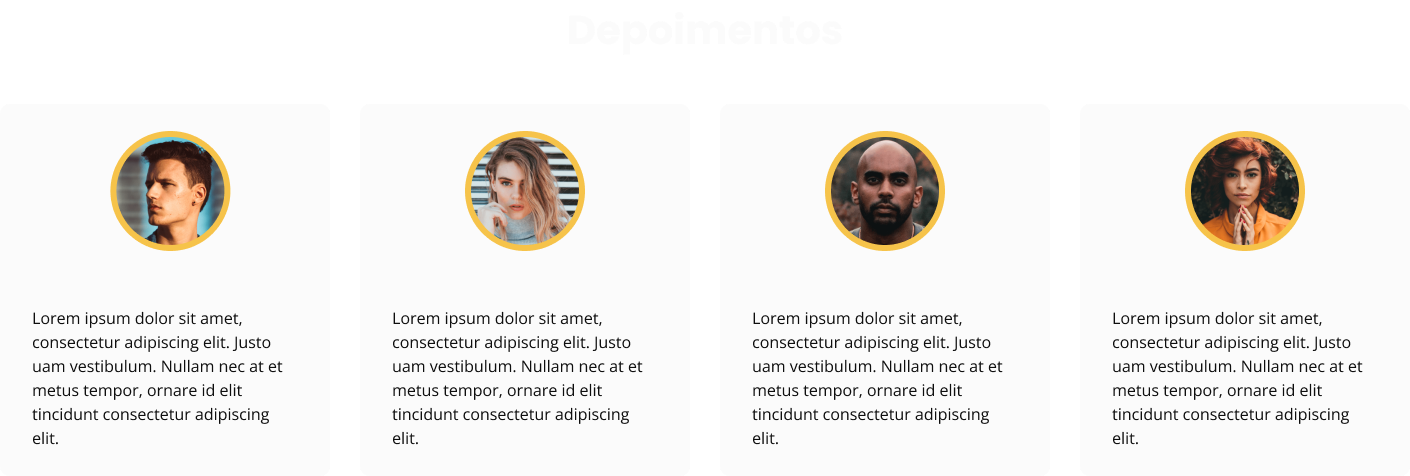 Depoimentos
Lorem ipsum dolor sit amet,
consectetur adipiscing elit. Justo
uam vestibulum. Nullam nec at et
metus tempor, ornare id elit
tincidunt consectetur adipiscing
elit.
Lorem ipsum dolor sit amet,
consectetur adipiscing elit. Justo
uam vestibulum. Nullam nec at et
metus tempor, ornare id elit
tincidunt consectetur adipiscing
elit.
Lorem ipsum dolor sit amet,
consectetur adipiscing elit. Justo
uam vestibulum. Nullam nec at et
metus tempor, ornare id elit
tincidunt consectetur adipiscing
elit.
Lorem ipsum dolor sit amet,
consectetur adipiscing elit. Justo
uam vestibulum. Nullam nec at et
metus tempor, ornare id elit
tincidunt consectetur adipiscing
elit.